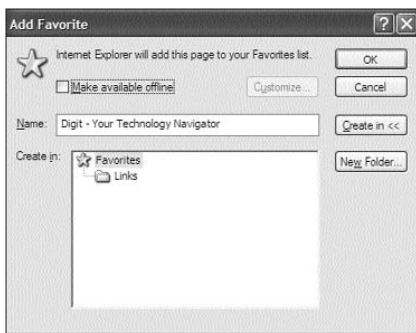 Add Favorite
Internet Explorer will add this page to your Favorites list.
OK
Make available offline
Customize...
Cancel
Name:
Digit - Your Technology Navigator
Create in <<
Create in:
Favorites
New Folder...
Links